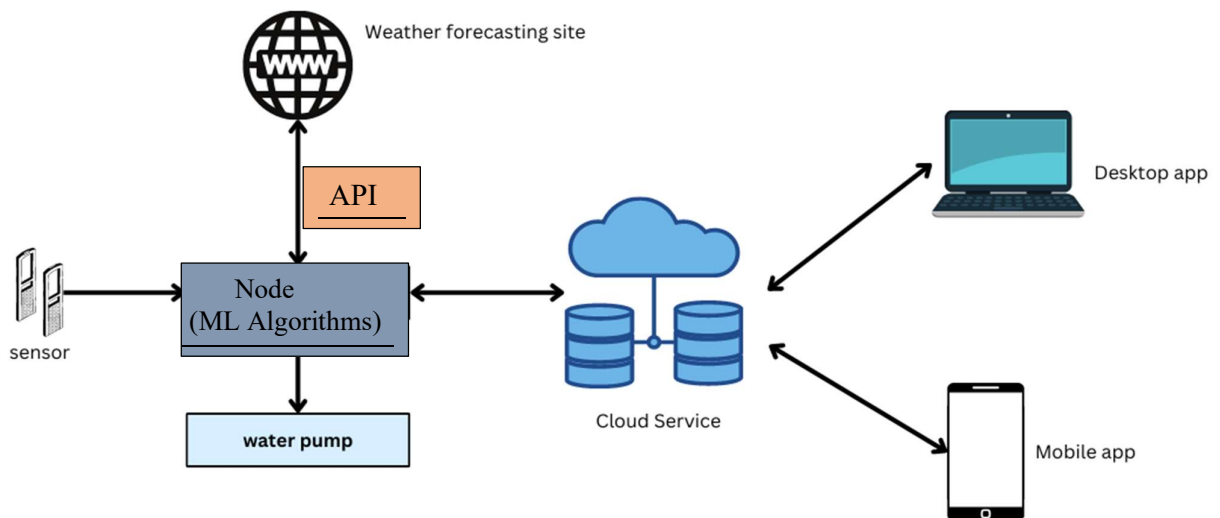 Weather forecasting site
WWW
API
Desktop app
Node
(ML Algorithms)
sensor
water pump
Cloud Service
Mobile app